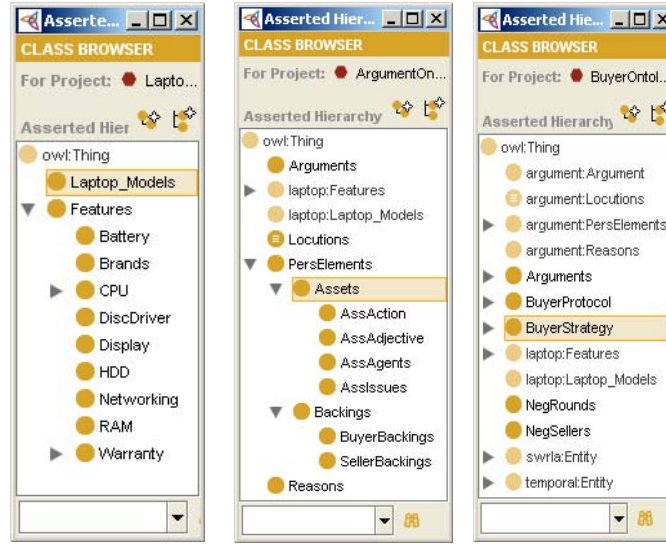 Asserte...
CLASS BROWSER
For Project: Lapto...
Asserted Hier
owl:Thing
Laptop_Models
Features
Battery
Brands
CPU
DiscDriver
Display
HDD
Networking
RAM
Warranty
Asserted Hier...
CLASS BROWSER
For Project: ArgumentOn...
Asserted Hierarchy
owl:Thing
Arguments
laptop:Features
laptop:Laptop_Models
Locutions
PersElements
Assets
AssAction
AssAdjective
AssAgents
AssIssues
Backings
BuyerBackings
SellerBackings
Reasons
Asserted Hie...
CLASS BROWSER
For Project: BuyerOntol...
Asserted Hierarchy
owl:Thing
argument:Argument
argument:Locutions
argument:PersElements
argument:Reasons
Arguments
BuyerProtocol
BuyerStrategy
laptop:Features
laptop:Laptop_Models
NegRounds
NegSellers
swrla:Entity
temporal:Entity